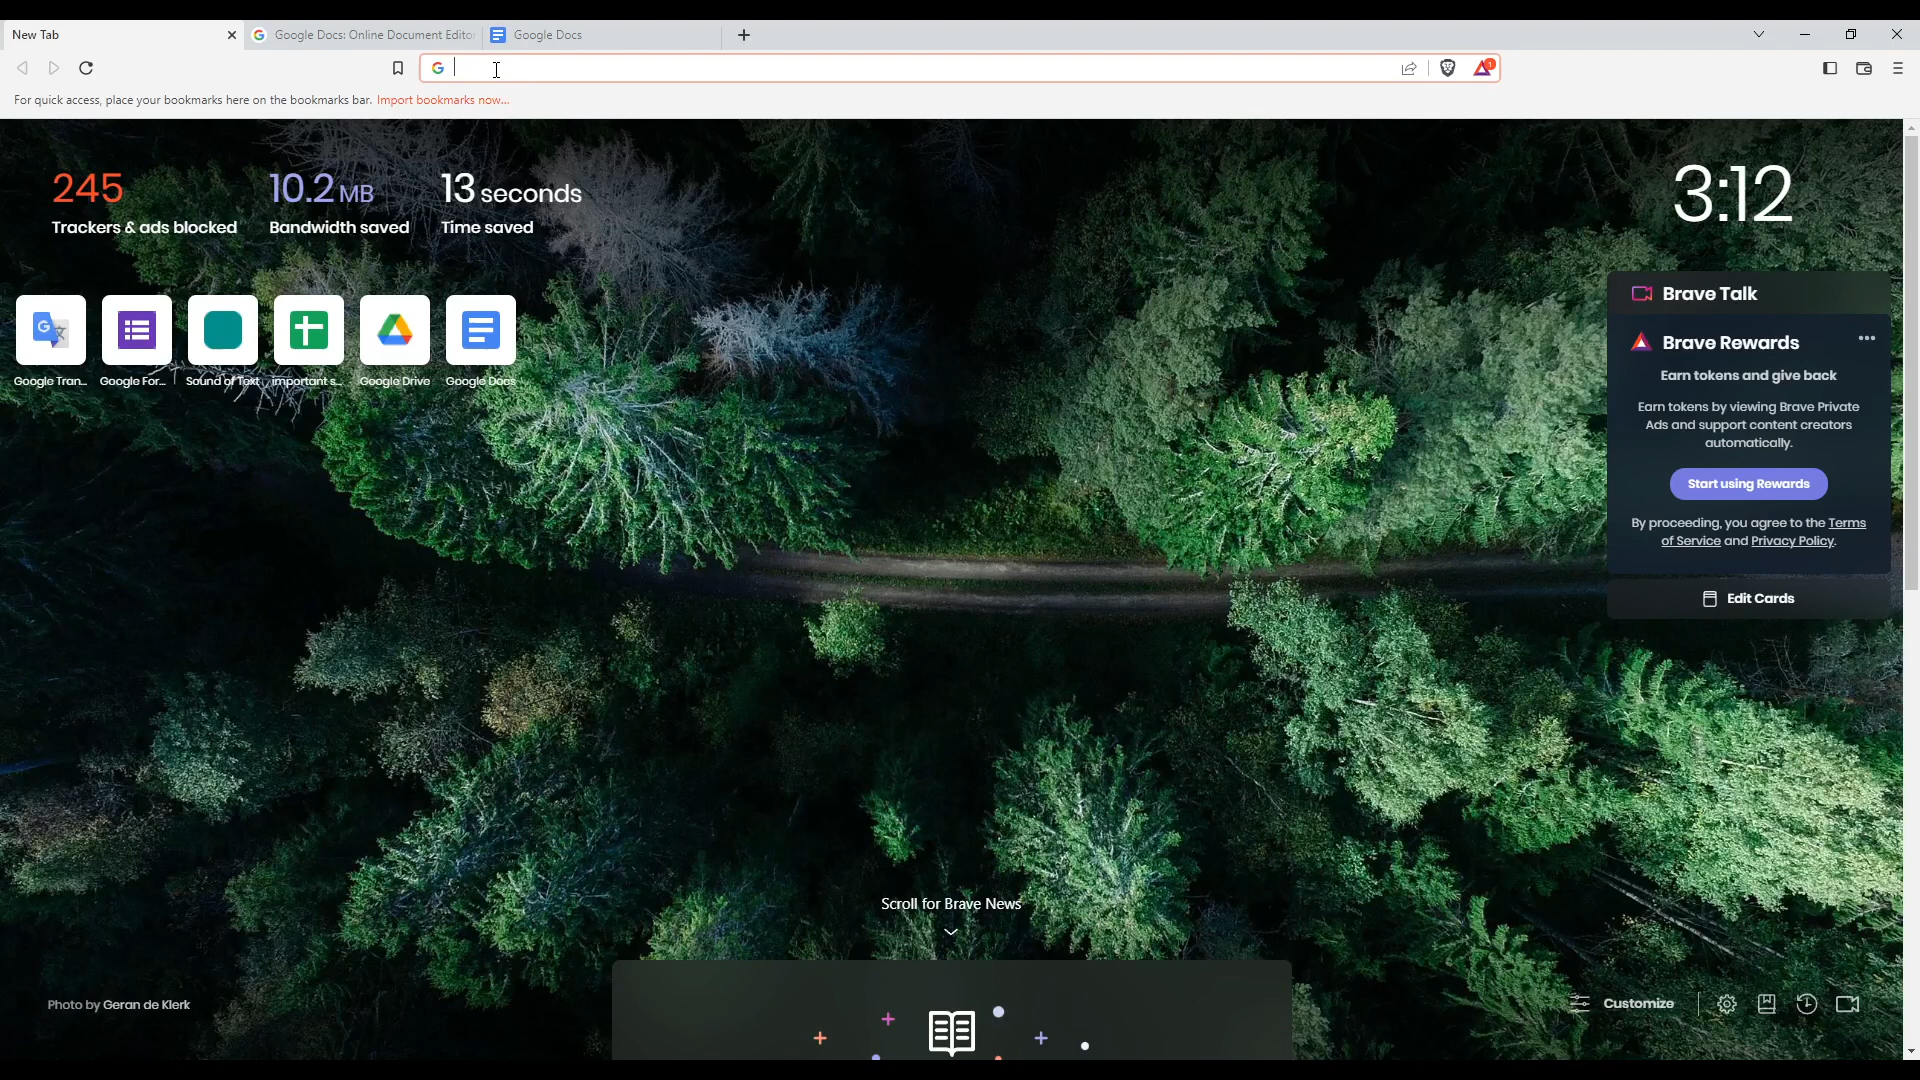 New Tab
Google Docs: Online Document Editor
Google Docs
For quick access, place your bookmarks here on the bookmarks bar. Import bookmarks now...
245
Trackers & ads blocked
10.2 MB
Bandwidth saved
13 seconds
Time saved
3:12
Google Tran...
Google For...
Sound of Text
important s...
Google Drive
Google Docs
Brave Talk
Brave Rewards
Earn tokens and give back
Earn tokens by viewing Brave Private
Ads and support content creators
automatically.
Start using Rewards
By proceeding, you agree to the Terms
of Service and Privacy Policy.
Edit Cards
Scroll for Brave News
Photo by Geran de Klerk
Customize
1